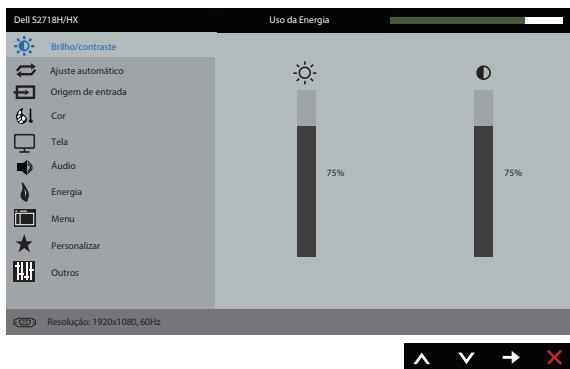 Dell S2718H/HX
Uso da Energia
Brilho/contraste
Ajuste automático
Origem de entrada
Cor
Tela
Áudio
Energia
Menu
Personalizar
Outros
75%
75%
Resolução: 1920x1080, 60Hz